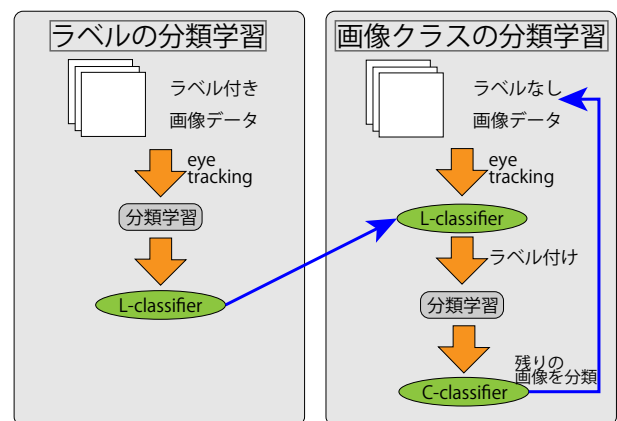 ラベルの分類学習
ラベル付き
画像データ
eye
tracking
分類学習
L-classifier
画像クラスの分類学習
ラベルなし
画像データ
eye
tracking
L-classifier
ラベル付け
分類学習
残りの
画像を分類
C-classifier